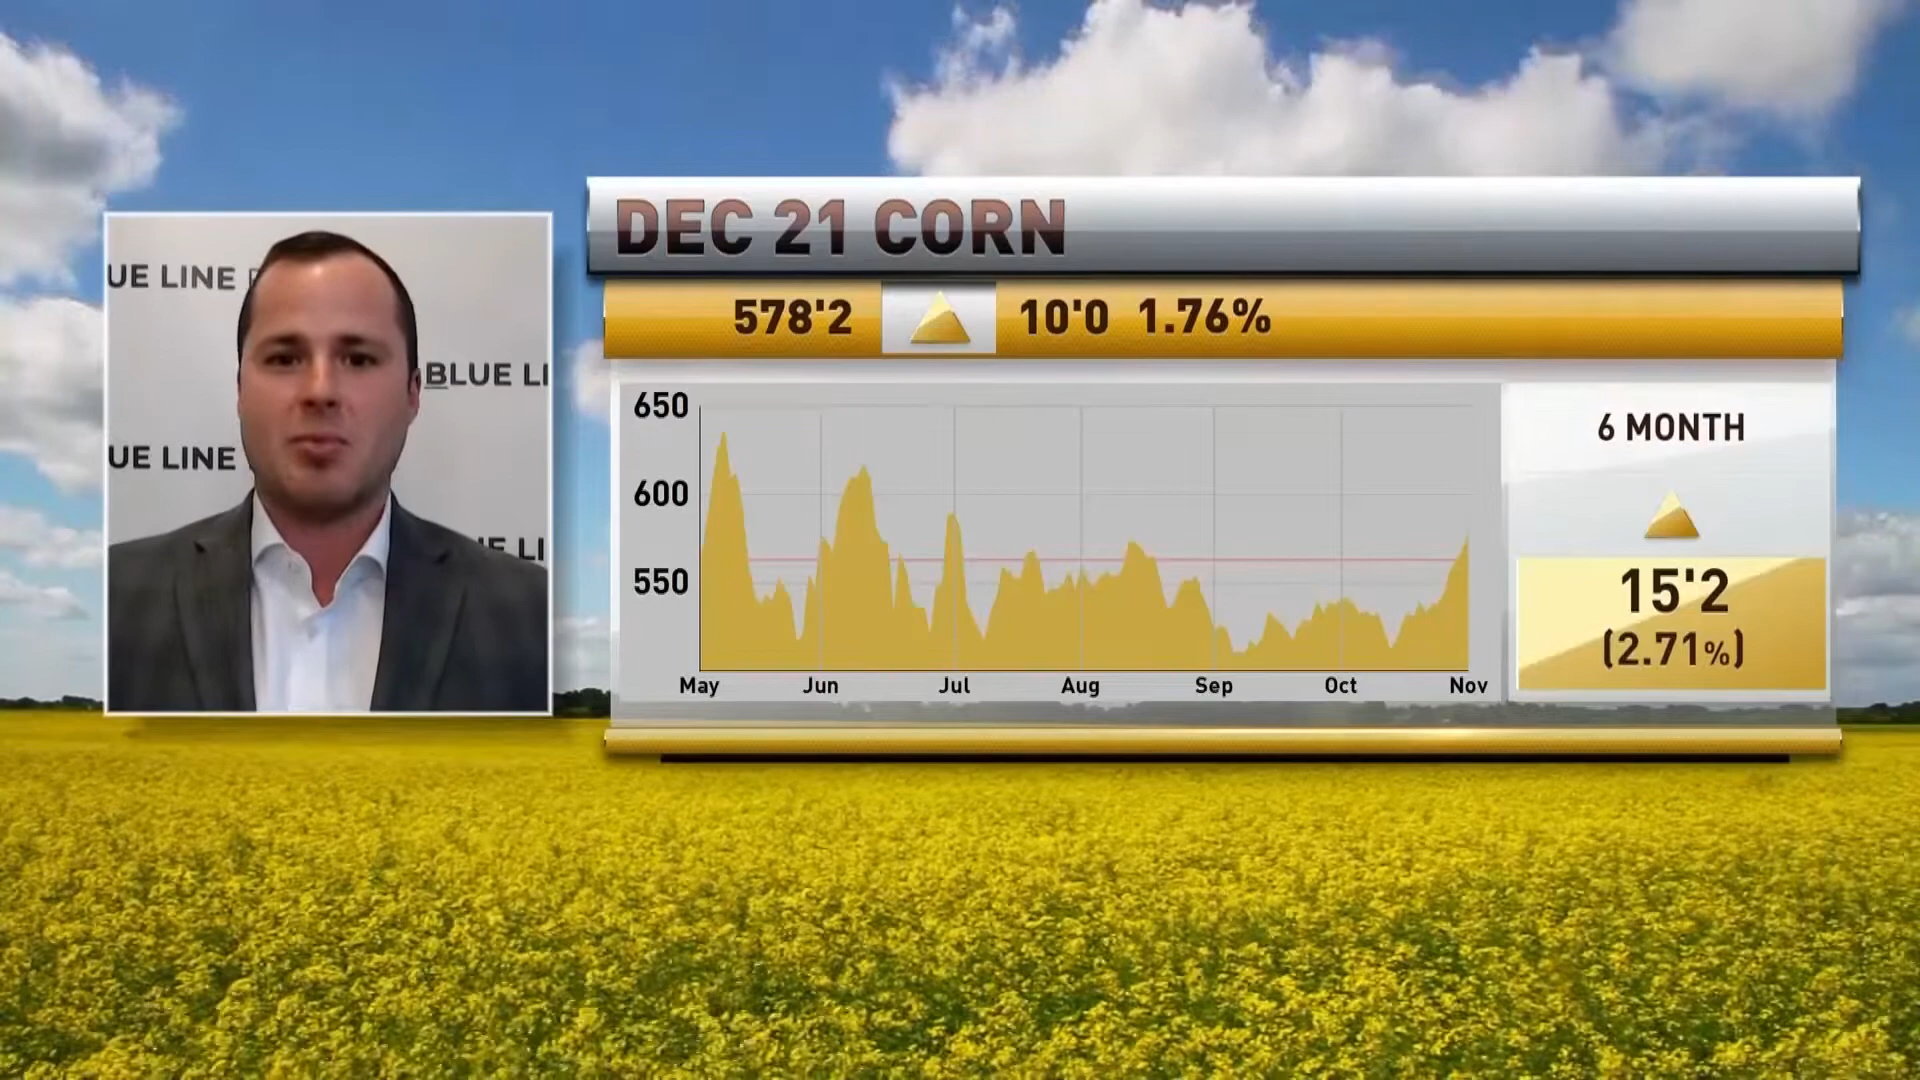 UE LINE
BLUE LI
UE LINE
E LI
DEC 21 CORN
578'2 10'0 1.76%
650
600
550
May Jun Jul Aug Sep Oct Nov
6 MONTH
15'2
(2.71%)